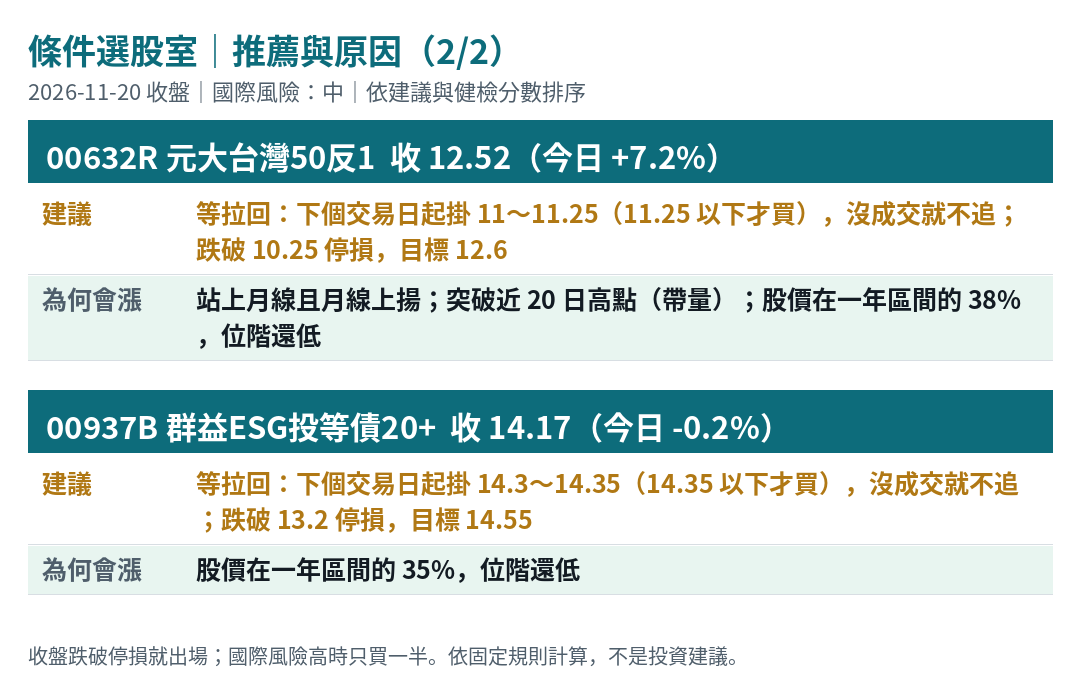 條件選股室｜推薦與原因（2/2）
2026-11-20 收盤｜國際風險：中｜依建議與健檢分數排序
00632R 元大台灣50反1 收 12.52（今日 +7.2%）
建議 等拉回：下個交易日起掛 11～11.25（11.25 以下才買），沒成交就不追；
跌破 10.25 停損，目標 12.6
為何會漲 站上月線且月線上揚；突破近 20 日高點（帶量）；股價在一年區間的 38%
，位階還低
00937B 群益ESG投等債20+ 收 14.17（今日 -0.2%）
建議 等拉回：下個交易日起掛 14.3～14.35（14.35 以下才買），沒成交就不追
；跌破 13.2 停損，目標 14.55
為何會漲 股價在一年區間的 35%，位階還低
收盤跌破停損就出場；國際風險高時只買一半。依固定規則計算，不是投資建議。